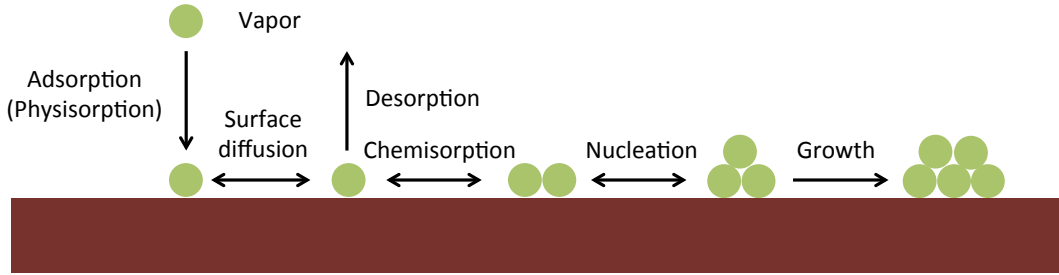 Vapor
Adsorption
(Physisorption)
Desorption
Surface
diffusion
Chemisorption
Nucleation
Growth